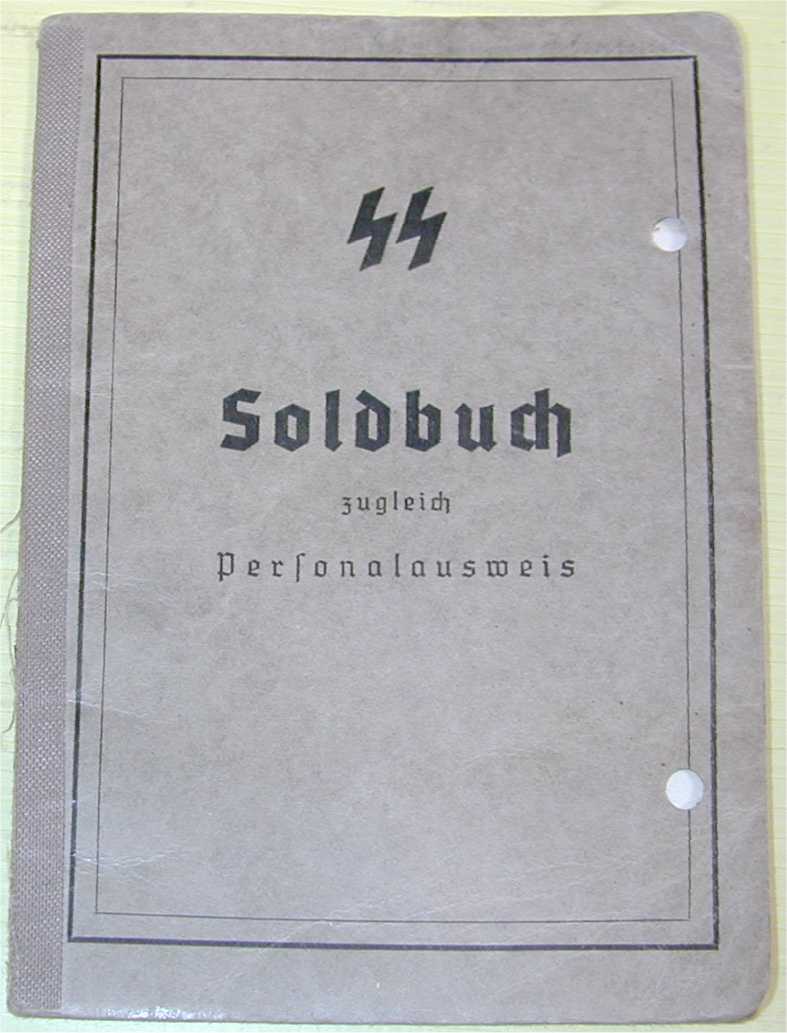 SS
Soldbuch
zugleich
Perſonalausweis